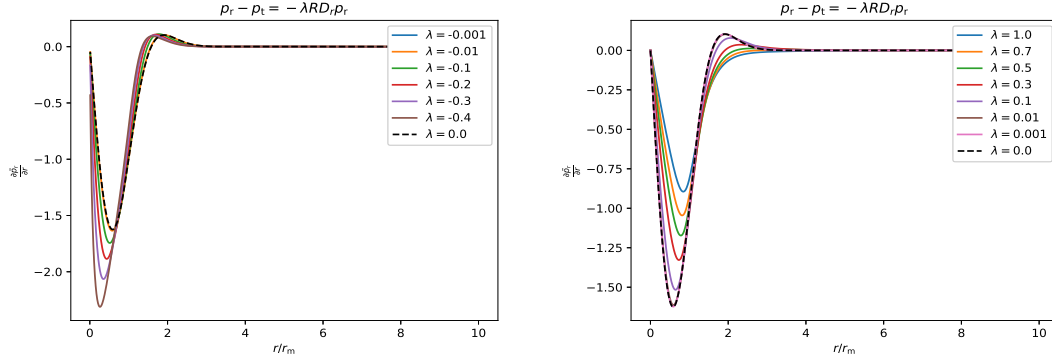 p_r − p_t = −λRD_r p_r
0.0
−0.5
−1.0
−1.5
−2.0
∂p̃_r
∂r
0 2 4 6 8 10
r/r_m
λ = -0.001
λ = -0.01
λ = -0.1
λ = -0.2
λ = -0.3
λ = -0.4
λ = 0.0
p_r − p_t = −λRD_r p_r
0.00
−0.25
−0.50
−0.75
−1.00
−1.25
−1.50
∂p̃_r
∂r
0 2 4 6 8 10
r/r_m
λ = 1.0
λ = 0.7
λ = 0.5
λ = 0.3
λ = 0.1
λ = 0.01
λ = 0.001
λ = 0.0